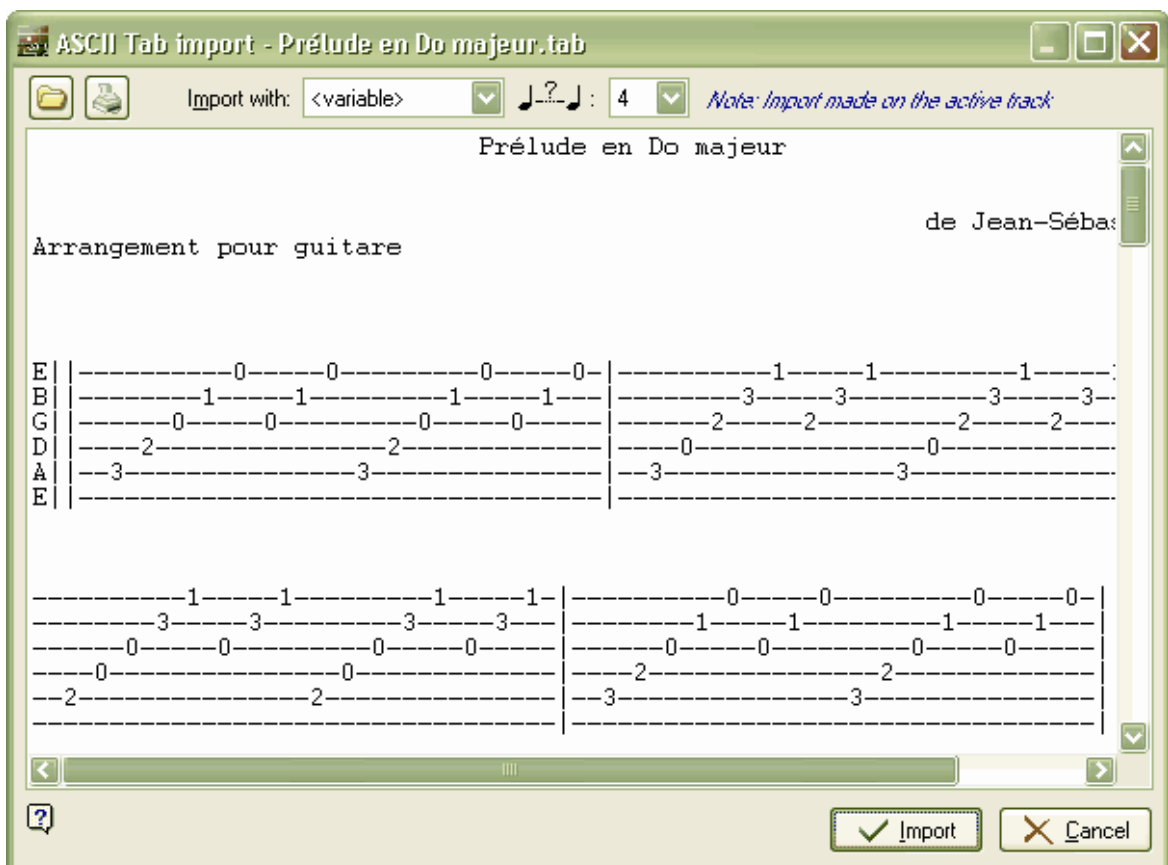 ASCII Tab import - Prélude en Do majeur.tab
Import with: <variable> ? : 4 Note: Import made on the active track
Prélude en Do majeur
de Jean-Sébas
Arrangement pour guitare
E||----------0-----0---------0-----0-|----------1-----1---------1-----
B||--------1-----1---------1-----1---|--------3-----3---------3-----3-
G||------0-----0---------0-----0-----|------2-----2---------2-----2---
D||----2---------------2-------------|----0---------------0-----------
A||--3---------------3---------------|--3---------------3-------------
E||----------------------------------|--------------------------------
----------1-----1---------1-----1-|----------0-----0---------0-----0-|
--------3-----3---------3-----3---|--------1-----1---------1-----1---|
------0-----0---------0-----0-----|------0-----0---------0-----0-----|
----0---------------0-------------|----2---------------2-------------|
--2---------------2---------------|--3---------------3---------------|
----------------------------------|----------------------------------|
? Import Cancel